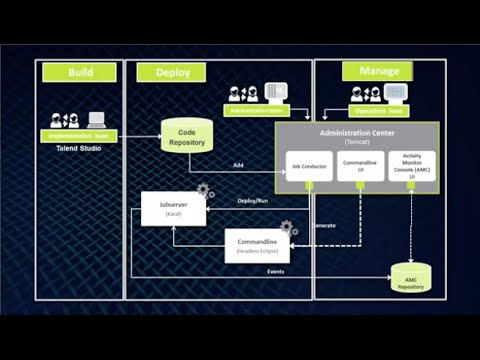 Build
Deploy
Manage
Administration team
Operations team
Implementation team
Talend Studio
Code
Repository
Administration Center
(Tomcat)
Add
Job Conductor
Commandline
UI
Activity
Monitor
Console (AMC)
UI
Jobserver
(Karaf)
Deploy/Run
Generate
Commandline
(Headless Eclipse)
Events
AMC
Repository